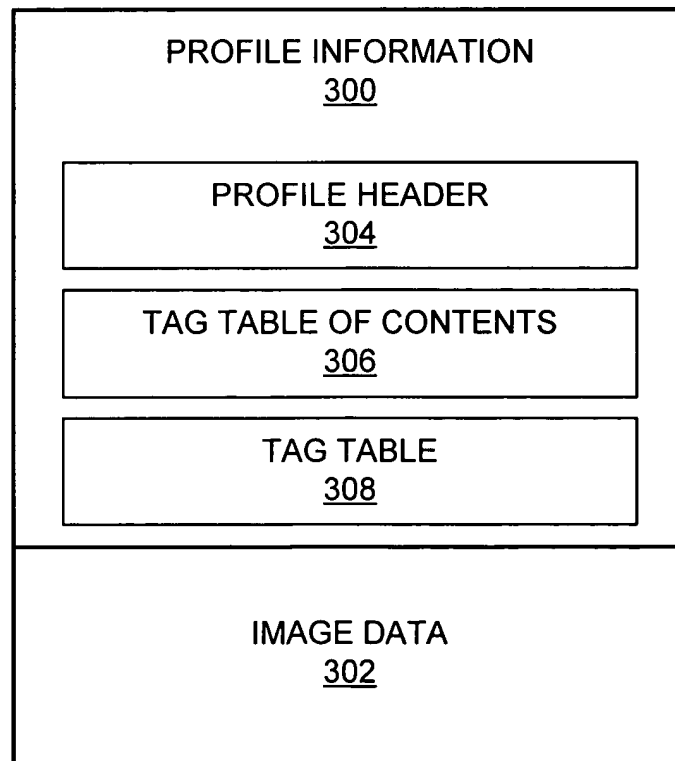 PROFILE INFORMATION
300
PROFILE HEADER
304
TAG TABLE OF CONTENTS
306
TAG TABLE
308
IMAGE DATA
302